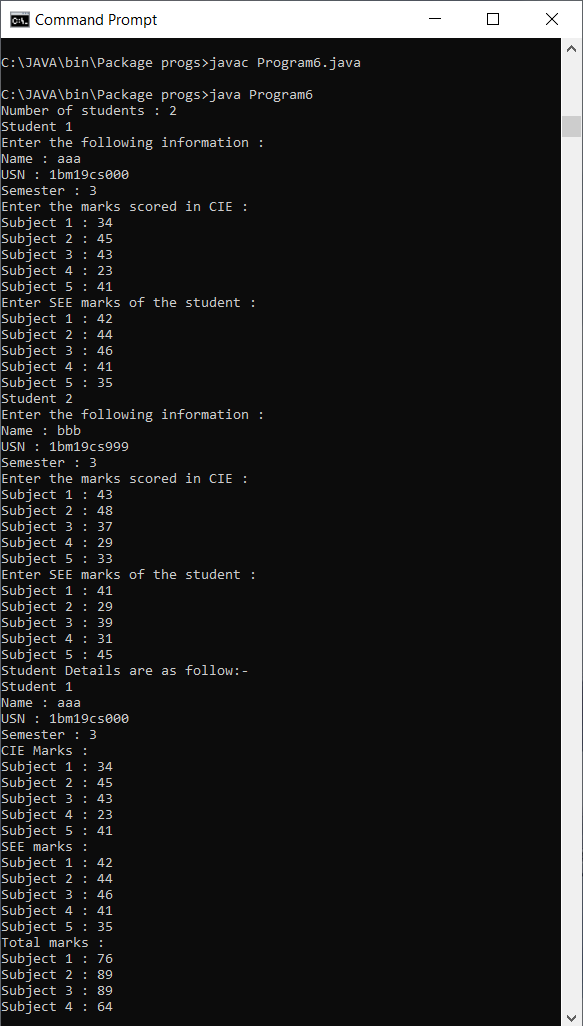 Command Prompt
C:\JAVA\bin\Package progs>javac Program6.java
C:\JAVA\bin\Package progs>java Program6
Number of students : 2
Student 1
Enter the following information :
Name : aaa
USN : 1bm19cs000
Semester : 3
Enter the marks scored in CIE :
Subject 1 : 34
Subject 2 : 45
Subject 3 : 43
Subject 4 : 23
Subject 5 : 41
Enter SEE marks of the student :
Subject 1 : 42
Subject 2 : 44
Subject 3 : 46
Subject 4 : 41
Subject 5 : 35
Student 2
Enter the following information :
Name : bbb
USN : 1bm19cs999
Semester : 3
Enter the marks scored in CIE :
Subject 1 : 43
Subject 2 : 48
Subject 3 : 37
Subject 4 : 29
Subject 5 : 33
Enter SEE marks of the student :
Subject 1 : 41
Subject 2 : 29
Subject 3 : 39
Subject 4 : 31
Subject 5 : 45
Student Details are as follow:-
Student 1
Name : aaa
USN : 1bm19cs000
Semester : 3
CIE Marks :
Subject 1 : 34
Subject 2 : 45
Subject 3 : 43
Subject 4 : 23
Subject 5 : 41
SEE marks :
Subject 1 : 42
Subject 2 : 44
Subject 3 : 46
Subject 4 : 41
Subject 5 : 35
Total marks :
Subject 1 : 76
Subject 2 : 89
Subject 3 : 89
Subject 4 : 64